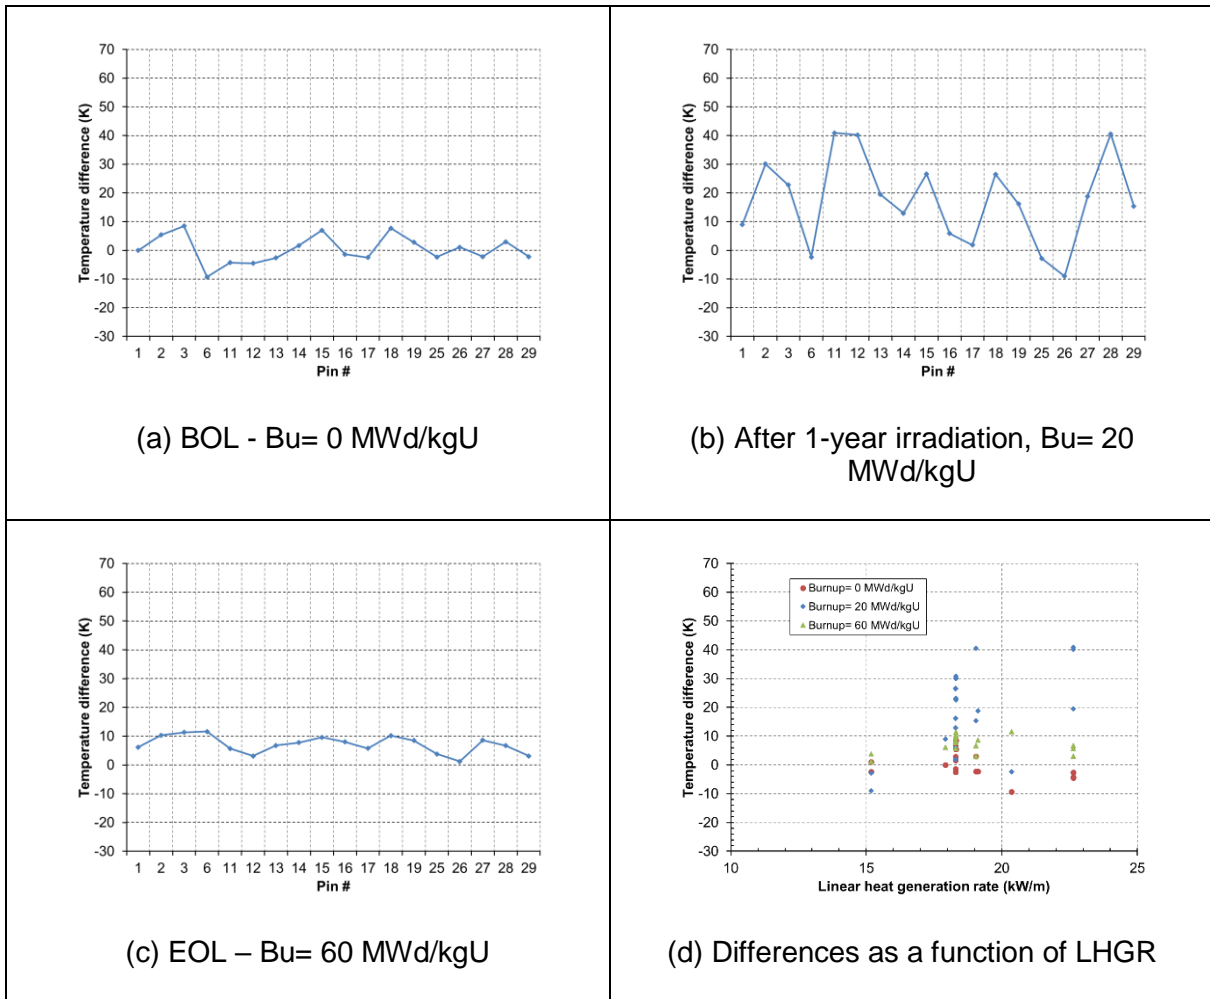 70
60
50
40
30
20
10
0
-10
-20
-30
Temperature difference (K)
1 2 3 6 11 12 13 14 15 16 17 18 19 25 26 27 28 29
Pin #
(a) BOL - Bu= 0 MWd/kgU
70
60
50
40
30
20
10
0
-10
-20
-30
Temperature difference (K)
1 2 3 6 11 12 13 14 15 16 17 18 19 25 26 27 28 29
Pin #
(b) After 1-year irradiation, Bu= 20
MWd/kgU
70
60
50
40
30
20
10
0
-10
-20
-30
Temperature difference (K)
1 2 3 6 11 12 13 14 15 16 17 18 19 25 26 27 28 29
Pin #
(c) EOL – Bu= 60 MWd/kgU
70
60
50
40
30
20
10
0
-10
-20
-30
Temperature difference (K)
Burnup= 0 MWd/kgU
Burnup= 20 MWd/kgU
Burnup= 60 MWd/kgU
10 15 20 25
Linear heat generation rate (kW/m)
(d) Differences as a function of LHGR